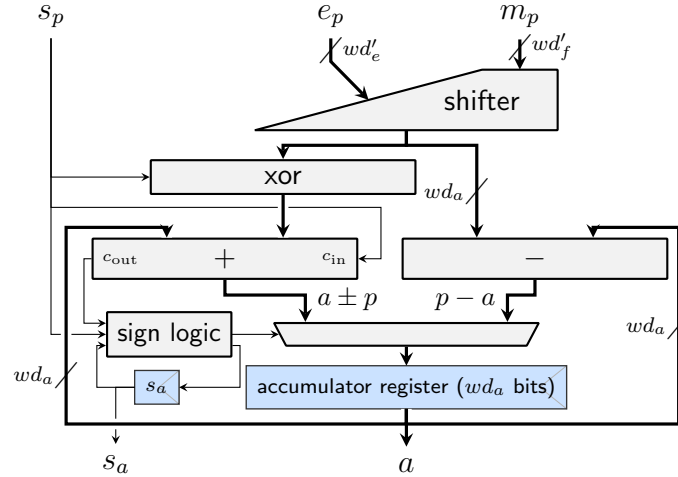 s_p e_p m_p
wd′_e wd′_f
shifter
xor
wd_a
c_out + c_in −
a ± p p − a
sign logic
wd_a wd_a
s_a accumulator register (wd_a bits)
s_a a